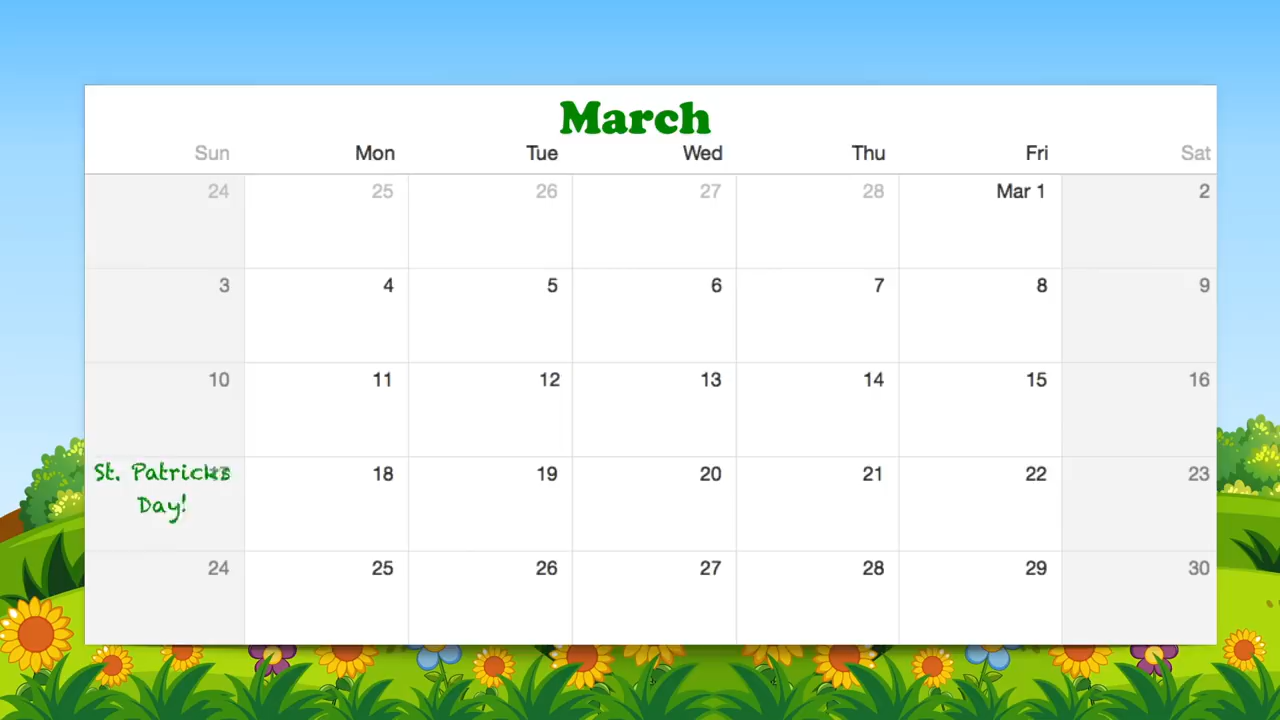 March
Sun Mon Tue Wed Thu Fri Sat
24 25 26 27 28 Mar 1 2
3 4 5 6 7 8 9
10 11 12 13 14 15 16
St. Patricks 17 18 19 20 21 22 23
Day!
24 25 26 27 28 29 30